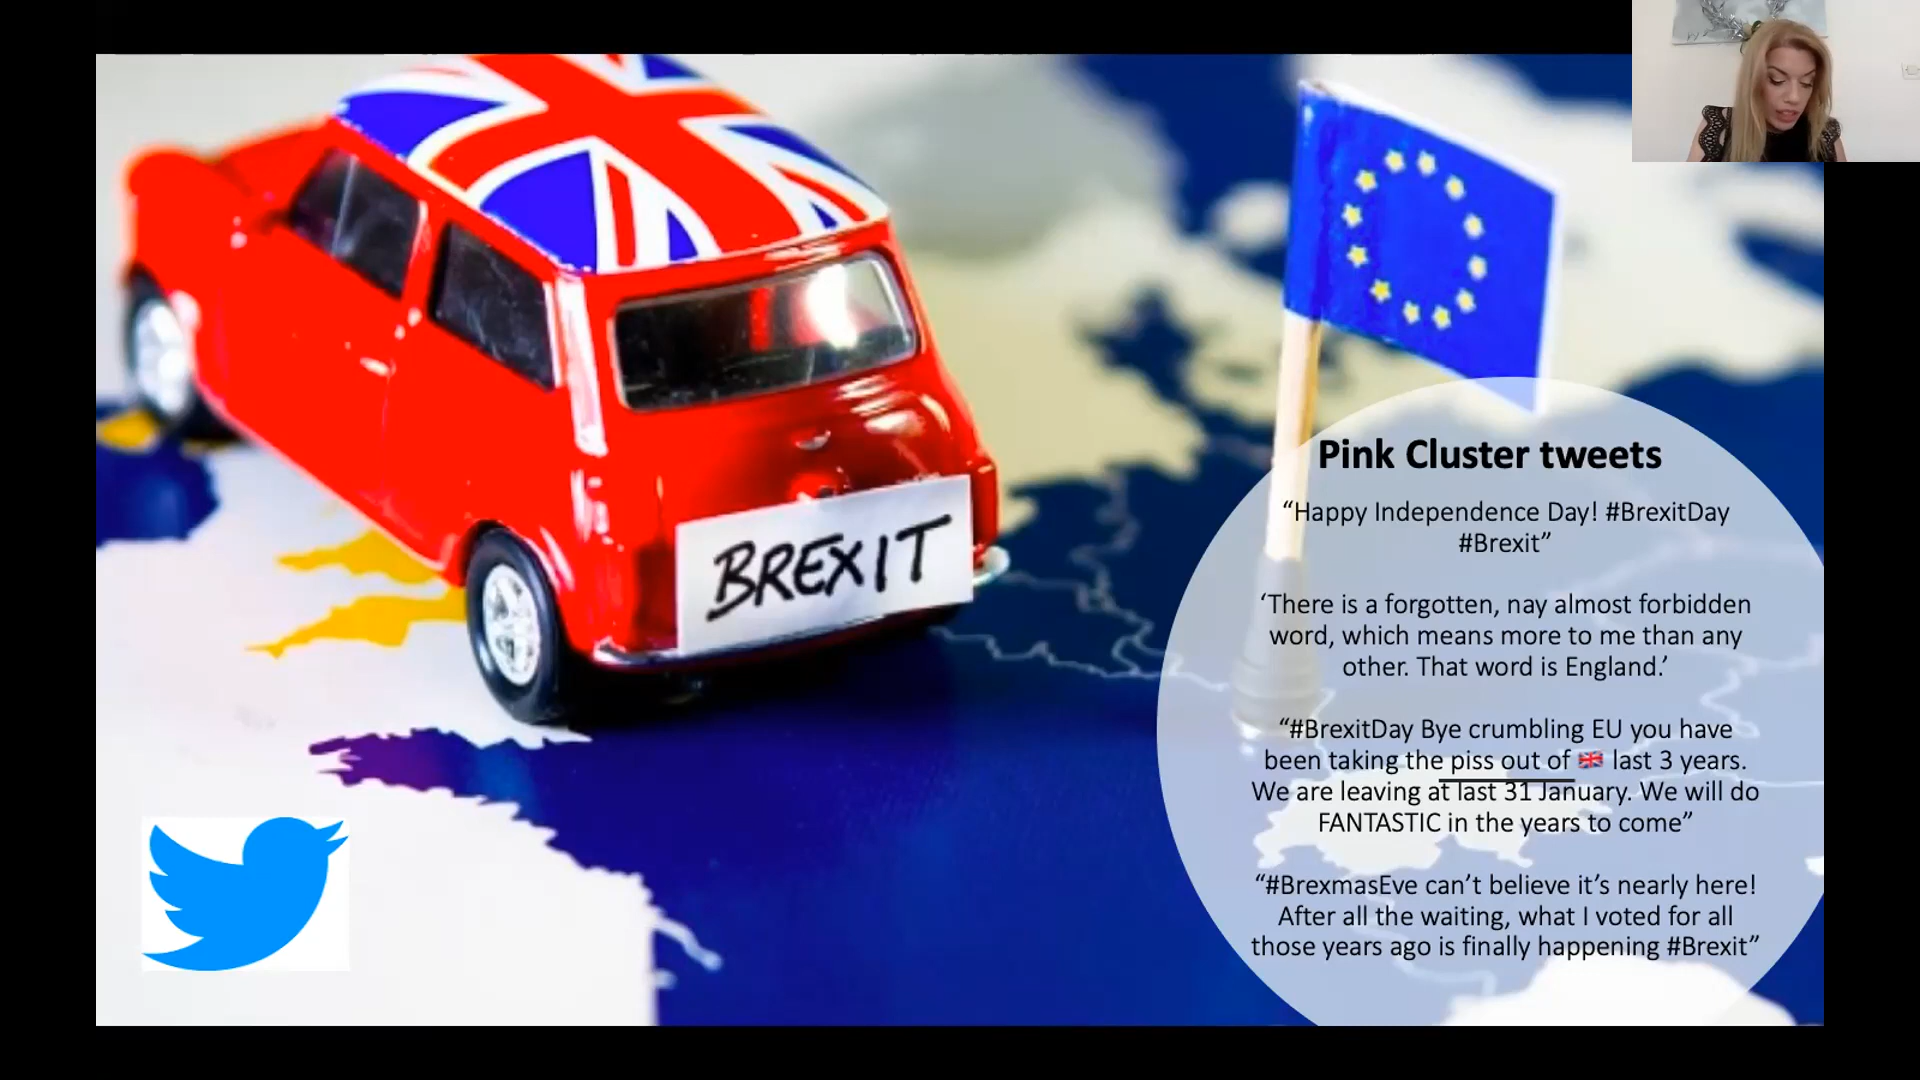 BREXIT
Pink Cluster tweets
“Happy Independence Day! #BrexitDay
#Brexit”
‘There is a forgotten, nay almost forbidden
word, which means more to me than any
other. That word is England.’
“#BrexitDay Bye crumbling EU you have
been taking the piss out of 🇬🇧 last 3 years.
We are leaving at last 31 January. We will do
FANTASTIC in the years to come”
“#BrexmasEve can’t believe it’s nearly here!
After all the waiting, what I voted for all
those years ago is finally happening #Brexit”